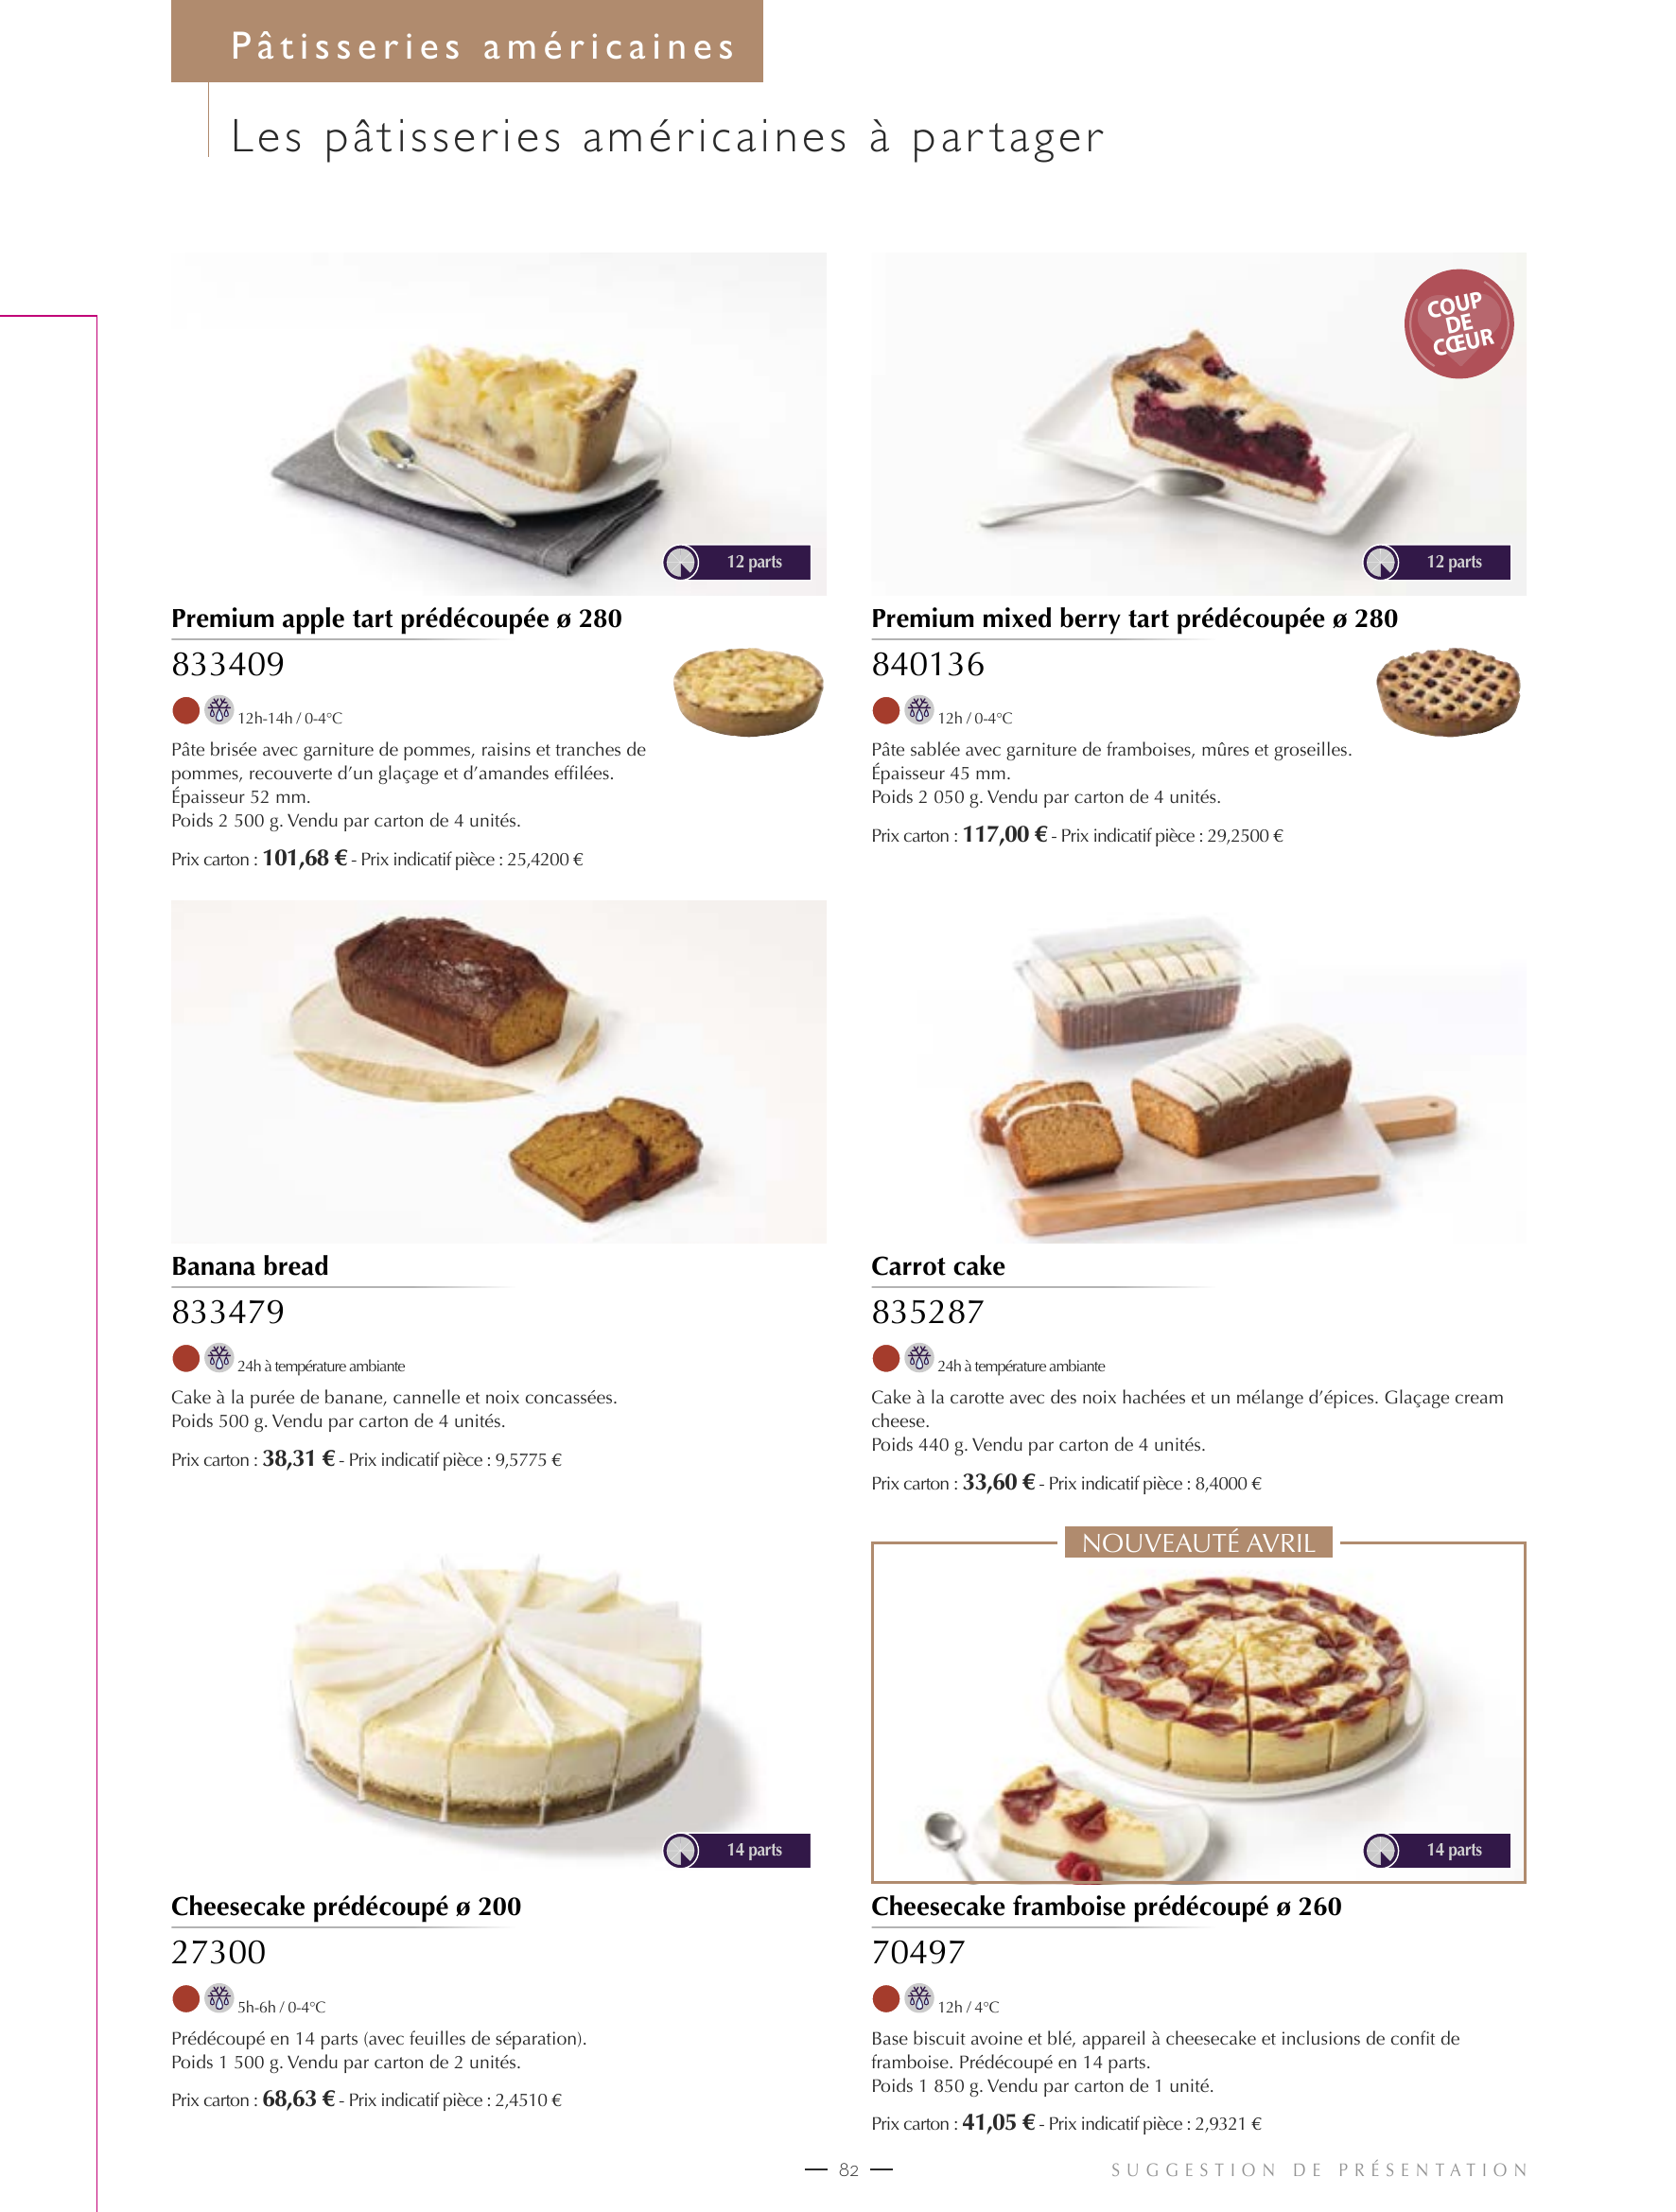 Pâtisseries américaines
Les pâtisseries américaines à partager
COUP
DE
CŒUR
12 parts
12 parts
Premium apple tart prédécoupée ø 280
833409
12h-14h / 0-4°C
Pâte brisée avec garniture de pommes, raisins et tranches de
pommes, recouverte d’un glaçage et d’amandes effilées.
Épaisseur 52 mm.
Poids 2 500 g. Vendu par carton de 4 unités.
Prix carton : 101,68 € - Prix indicatif pièce : 25,4200 €
Premium mixed berry tart prédécoupée ø 280
840136
12h / 0-4°C
Pâte sablée avec garniture de framboises, mûres et groseilles.
Épaisseur 45 mm.
Poids 2 050 g. Vendu par carton de 4 unités.
Prix carton : 117,00 € - Prix indicatif pièce : 29,2500 €
Banana bread
833479
24h à température ambiante
Cake à la purée de banane, cannelle et noix concassées.
Poids 500 g. Vendu par carton de 4 unités.
Prix carton : 38,31 € - Prix indicatif pièce : 9,5775 €
Carrot cake
835287
24h à température ambiante
Cake à la carotte avec des noix hachées et un mélange d’épices. Glaçage cream
cheese.
Poids 440 g. Vendu par carton de 4 unités.
Prix carton : 33,60 € - Prix indicatif pièce : 8,4000 €
NOUVEAUTÉ AVRIL
14 parts
14 parts
Cheesecake prédécoupé ø 200
27300
5h-6h / 0-4°C
Prédécoupé en 14 parts (avec feuilles de séparation).
Poids 1 500 g. Vendu par carton de 2 unités.
Prix carton : 68,63 € - Prix indicatif pièce : 2,4510 €
Cheesecake framboise prédécoupé ø 260
70497
12h / 4°C
Base biscuit avoine et blé, appareil à cheesecake et inclusions de confit de
framboise. Prédécoupé en 14 parts.
Poids 1 850 g. Vendu par carton de 1 unité.
Prix carton : 41,05 € - Prix indicatif pièce : 2,9321 €
82
SUGGESTION DE PRÉSENTATION